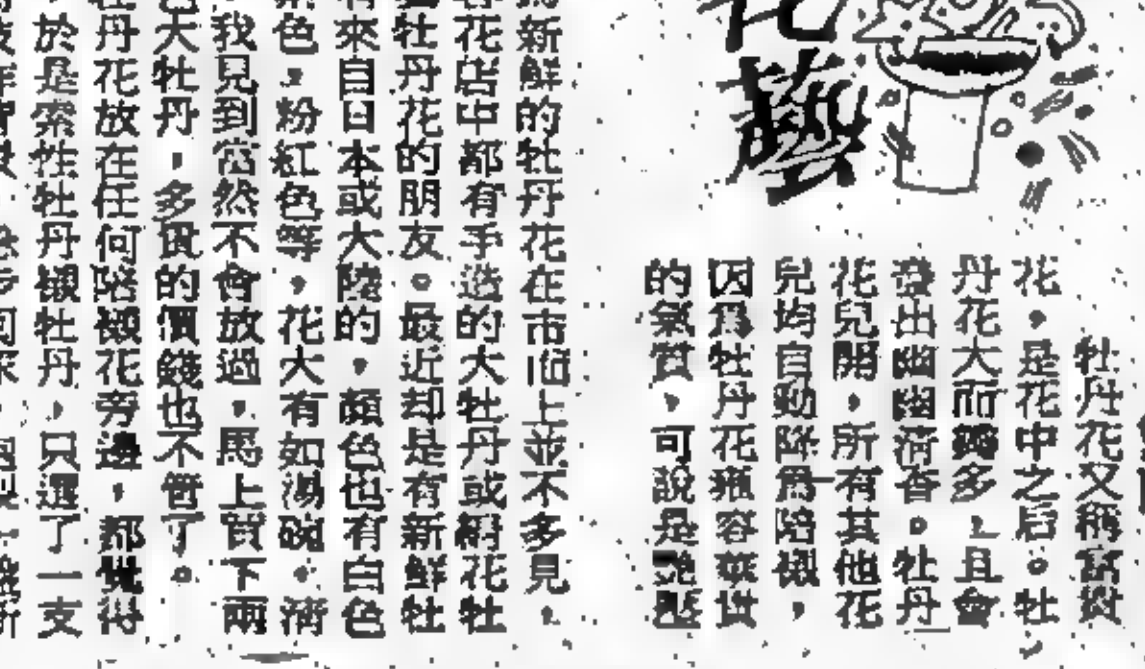 花藝
牡丹花又稱富貴
花，是花中之后。牡
丹花大而瓣多，且會
發出幽幽清香。牡丹
花兒開，所有其他花
兒均自動降為陪襯，
因為牡丹花雍容華貴
的氣質，可說是艷壓
新鮮的牡丹花在市面上並不多見，
花店中都有手造的大牡丹或絹花牡
牡丹花的朋友。最近却是有新鮮牡
來自日本或大陸的，顏色也有白色
色，粉紅色等，花大有如湯碗。清
我見到當然不會放過，馬上買下兩
天牡丹，多貴的價錢也不管了。
丹花放在任何陪襯花旁邊，都覺得
於是索性牡丹襯牡丹，只選了一支